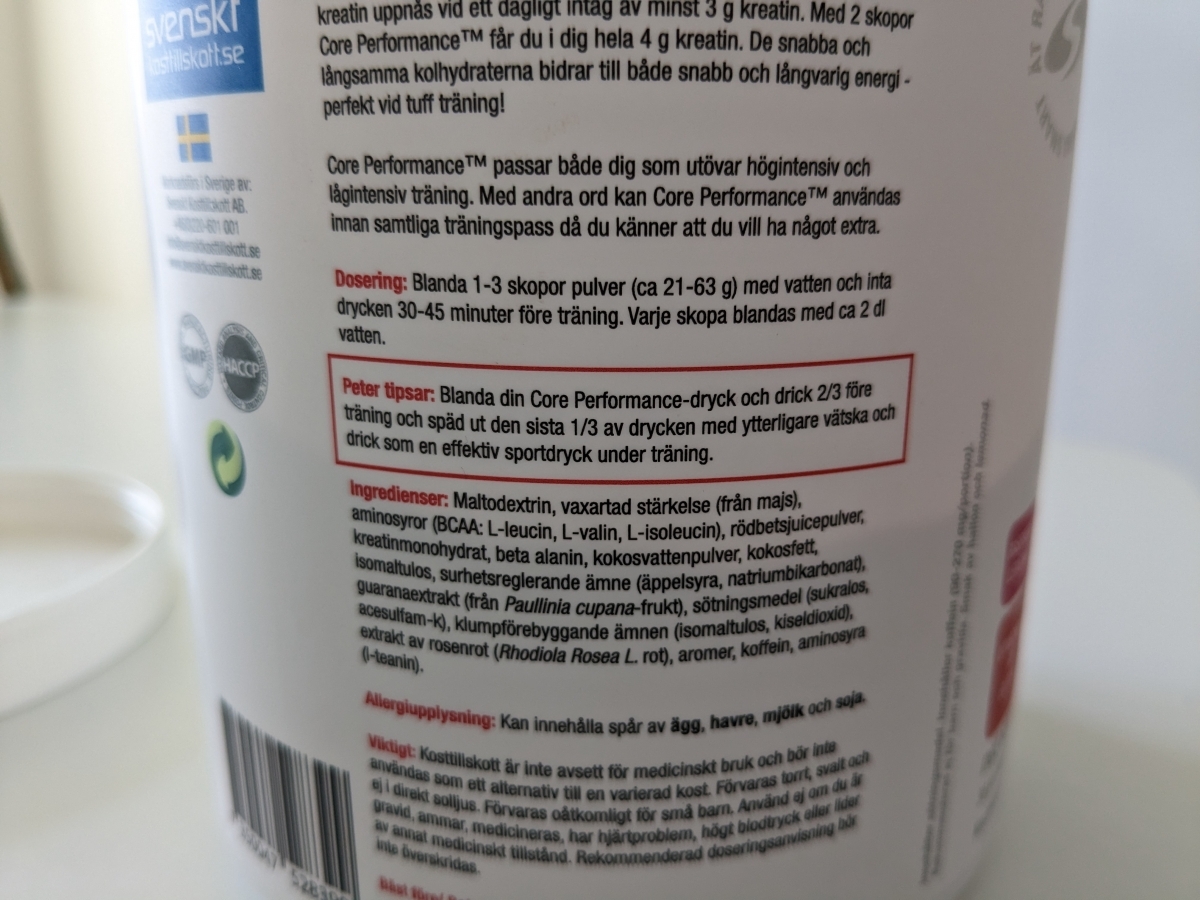 svenskt
kosttillskott.se
kreatin uppnås vid ett dagligt intag av minst 3 g kreatin. Med 2 skopor
Core Performance™ får du i dig hela 4 g kreatin. De snabba och
långsamma kolhydraterna bidrar till både snabb och långvarig energi -
perfekt vid tuff träning!
Core Performance™ passar både dig som utövar högintensiv och
lågintensiv träning. Med andra ord kan Core Performance™ användas
innan samtliga träningspass då du känner att du vill ha något extra.
i Sverige av:
Svenskt Kosttillskott AB.
www.svensktkosttillskott.se
GMP
HACCP
Dosering: Blanda 1-3 skopor pulver (ca 21-63 g) med vatten och inta
drycken 30-45 minuter före träning. Varje skopa blandas med ca 2 dl
vatten.
Peter tipsar: Blanda din Core Performance-dryck och drick 2/3 före
träning och späd ut den sista 1/3 av drycken med ytterligare vätska och
drick som en effektiv sportdryck under träning.
Ingredienser: Maltodextrin, vaxartad stärkelse (från majs),
aminosyror (BCAA: L-leucin, L-valin, L-isoleucin), rödbetsjuicepulver,
kreatinmonohydrat, beta alanin, kokosvattenpulver, kokosfett,
isomaltulos, surhetsreglerande ämne (äppelsyra, natriumbikarbonat),
guaranaextrakt (från Paullinia cupana-frukt), sötningsmedel (sukralos,
acesulfam-k), klumpförebyggande ämnen (isomaltulos, kiseldioxid),
extrakt av rosenrot (Rhodiola Rosea L. rot), aromer, koffein, aminosyra
(l-teanin).
Allergiupplysning: Kan innehålla spår av ägg, havre, mjölk och soja.
Viktigt: Kosttillskott är inte avsett för medicinskt bruk och bör inte
användas som ett alternativ till en varierad kost. Förvaras torrt, svalt och
ej i direkt solljus. Förvaras oåtkomligt för små barn. Använd ej om du är
gravid, ammar, medicineras, har hjärtproblem, högt blodtryck eller lider
av annat medicinskt tillstånd. Rekommenderad doseringsanvisning bör
inte överskridas.
Bäst före/